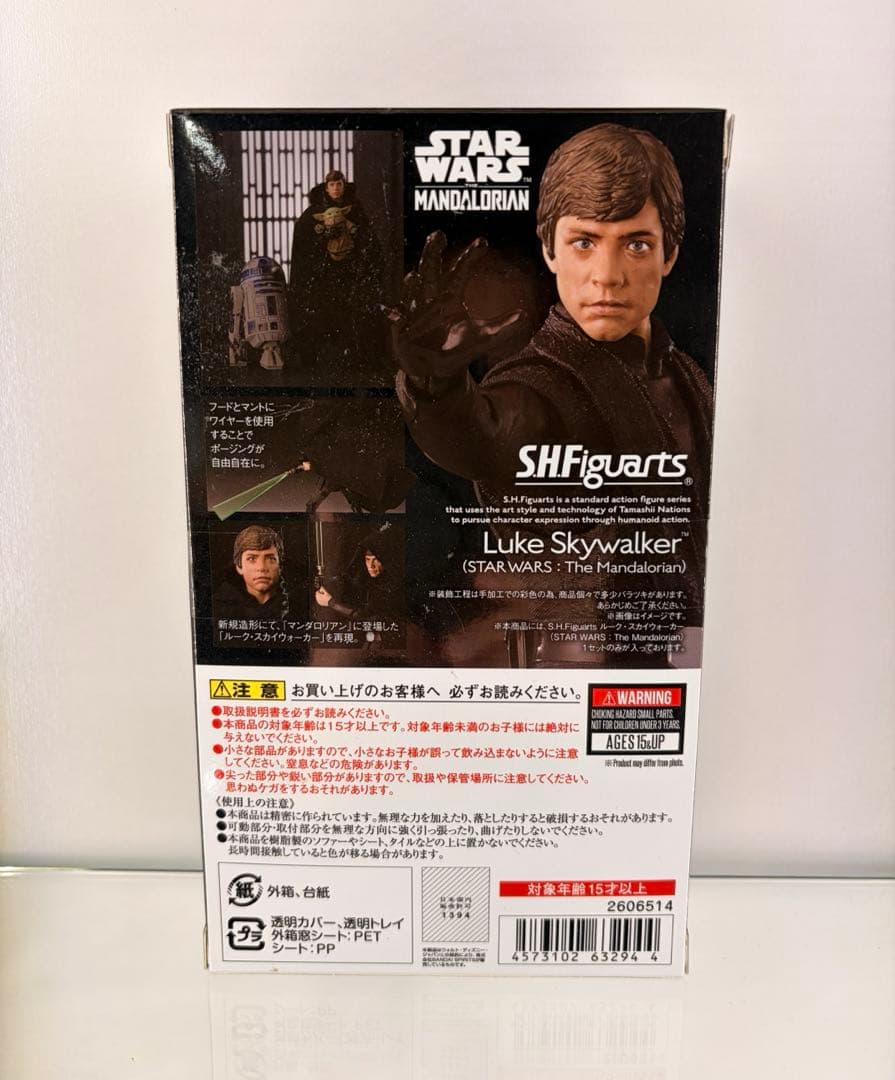 STAR
WARS™
THE
MANDALORIAN
フードとマントに
ワイヤーを使用
することで
ポージングが
自由自在に。
S.H.Figuarts®
S.H.Figuarts is a standard action figure series
that uses the art style and technology of Tamashii Nations
to pursue character expression through humanoid action.
Luke Skywalker™
(STAR WARS : The Mandalorian)
※装飾工程は手加工での彩色の為、商品個々で多少バラツキがあります。
あらかじめご了承ください。
※画像はイメージです。
※本商品には、S.H.Figuarts ルーク・スカイウォーカー
(STAR WARS : The Mandalorian)
1セットのみが入っております。
新規造形にて、「マンダロリアン」に登場した
「ルーク・スカイウォーカー」を再現。
⚠注意 お買い上げのお客様へ 必ずお読みください。
●取扱説明書を必ずお読みください。
●本商品の対象年齢は15才以上です。対象年齢未満のお子様には絶対に
与えないでください。
●小さな部品がありますので、小さなお子様が誤って飲み込まないように注意
してください。窒息などの危険があります。
●尖った部分や鋭い部分がありますので、取扱や保管場所に注意してください。
思わぬケガをするおそれがあります。
⚠WARNING
CHOKING HAZARD SMALL PARTS.
NOT FOR CHILDREN UNDER 3 YEARS.
AGES 15&UP
※Product may differ from photo.
《使用上の注意》
●本商品は精密に作られています。無理な力を加えたり、落としたりすると破損するおそれがあります。
●可動部分・取付部分を無理な方向に強く引っ張ったり、曲げたりしないでください。
●本商品を樹脂製のソファーやシート、タイルなどの上に置かないでください。
長時間接触していると色が移る場合があります。
紙 外箱、台紙
プラ 透明カバー、透明トレイ
外箱窓シート:PET
シート:PP
日本国内
販売許可
1394
対象年齢15才以上
2606514
4573102 63294 4